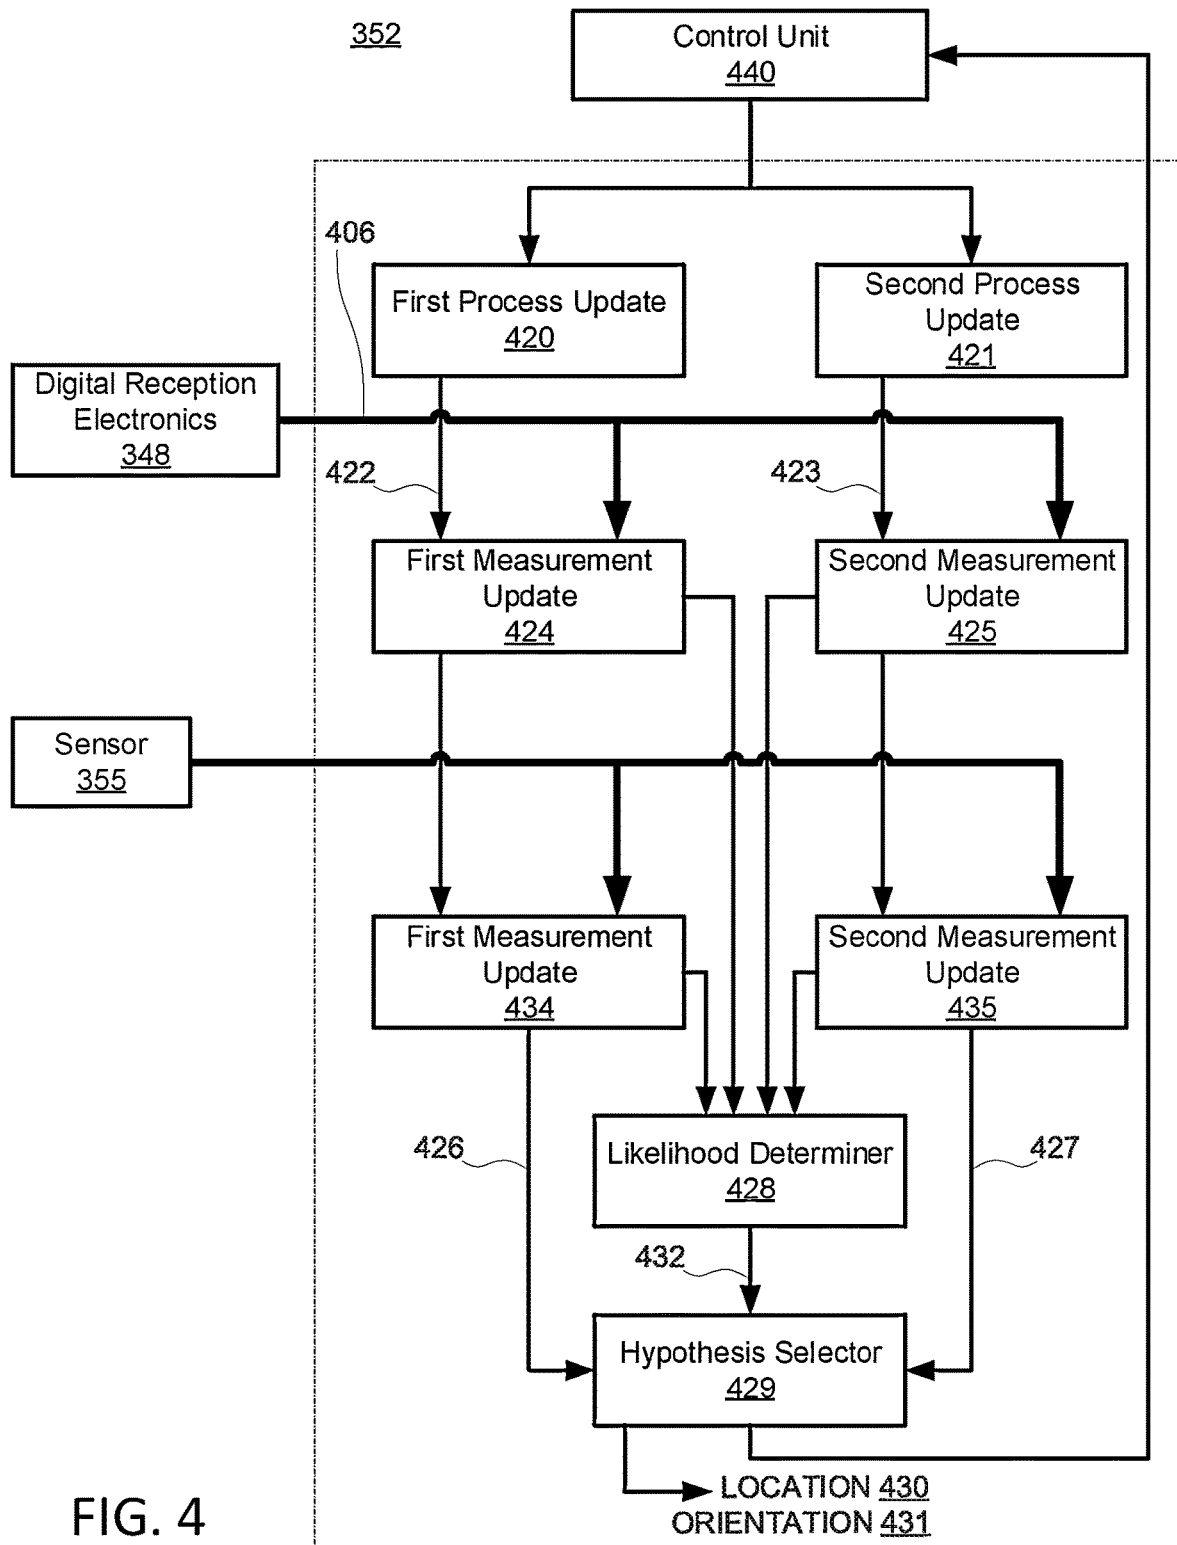 352
Control Unit
440
406
First Process Update
420
Second Process
Update
421
Digital Reception
Electronics
348
422
423
First Measurement
Update
424
Second Measurement
Update
425
Sensor
355
First Measurement
Update
434
Second Measurement
Update
435
426
Likelihood Determiner
428
427
432
Hypothesis Selector
429
LOCATION 430
ORIENTATION 431
FIG. 4